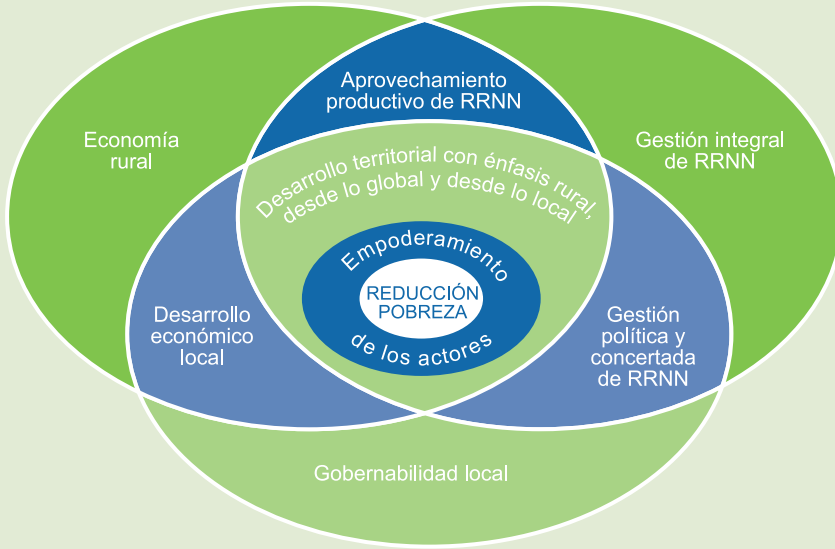 Aprovechamiento
productivo de RRNN
Economía
rural
Gestión integral
de RRNN
Desarrollo territorial con énfasis rural,
desde lo global y desde lo local
Empoderamiento
REDUCCIÓN
POBREZA
de los actores
Desarrollo
económico
local
Gestión
política y
concertada
de RRNN
Gobernabilidad local